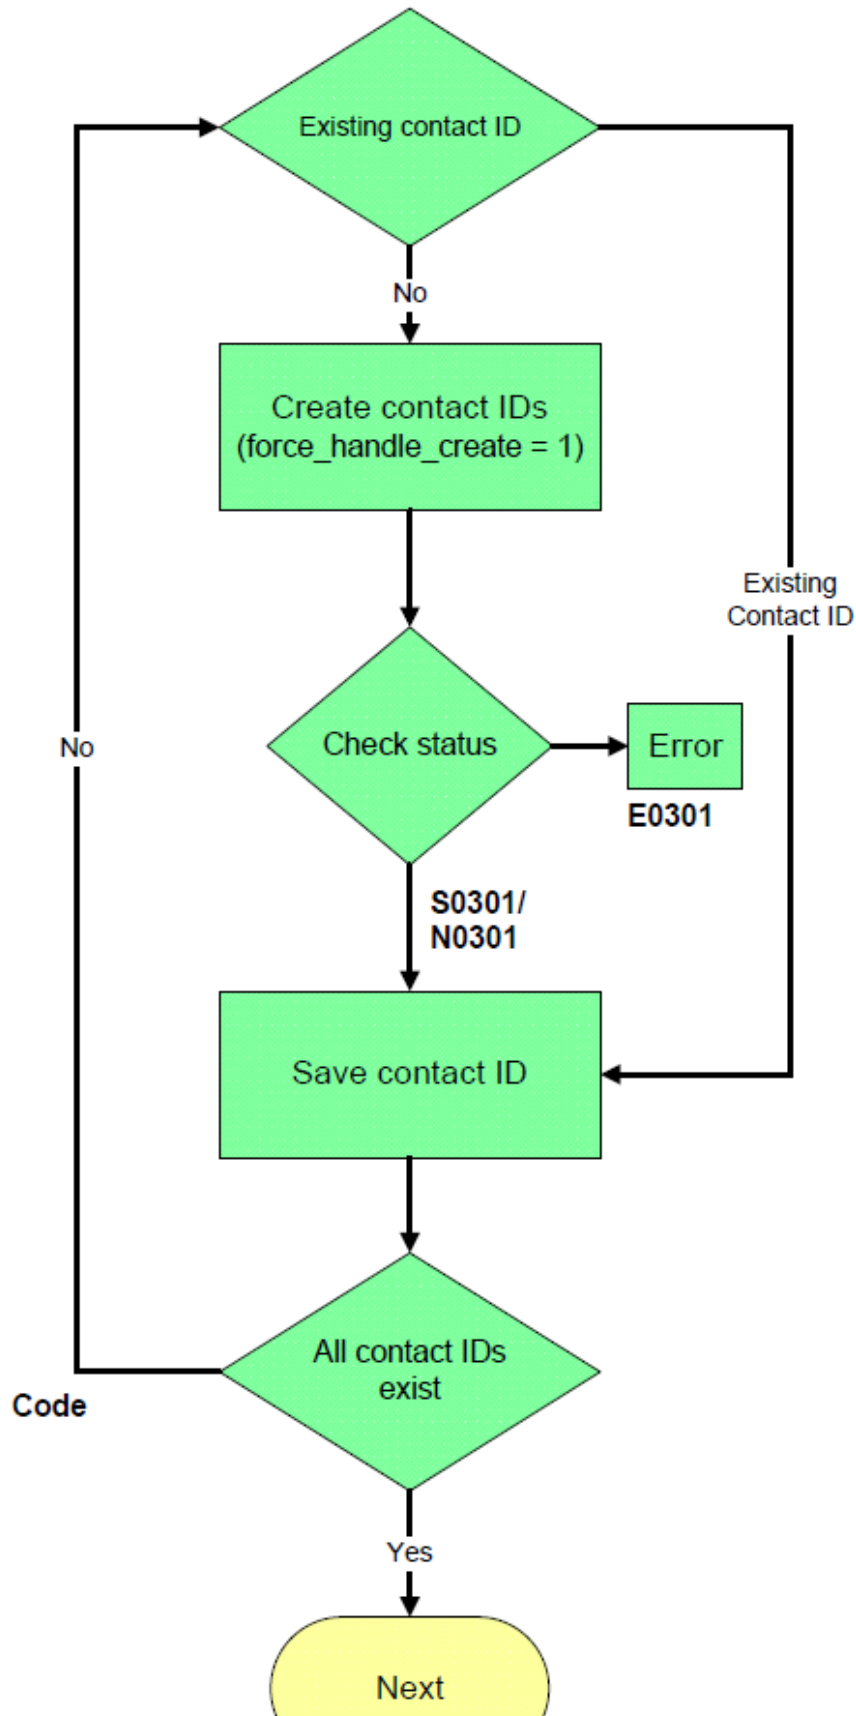 Existing contact ID
No
Create contact IDs
(force_handle_create = 1)
Existing
Contact ID
Check status
Error
No
E0301
S0301/
N0301
Save contact ID
All contact IDs
exist
Code
Yes
Next